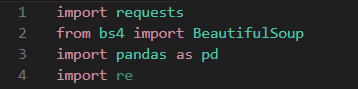 1 import requests
2 from bs4 import BeautifulSoup
3 import pandas as pd
4 import re